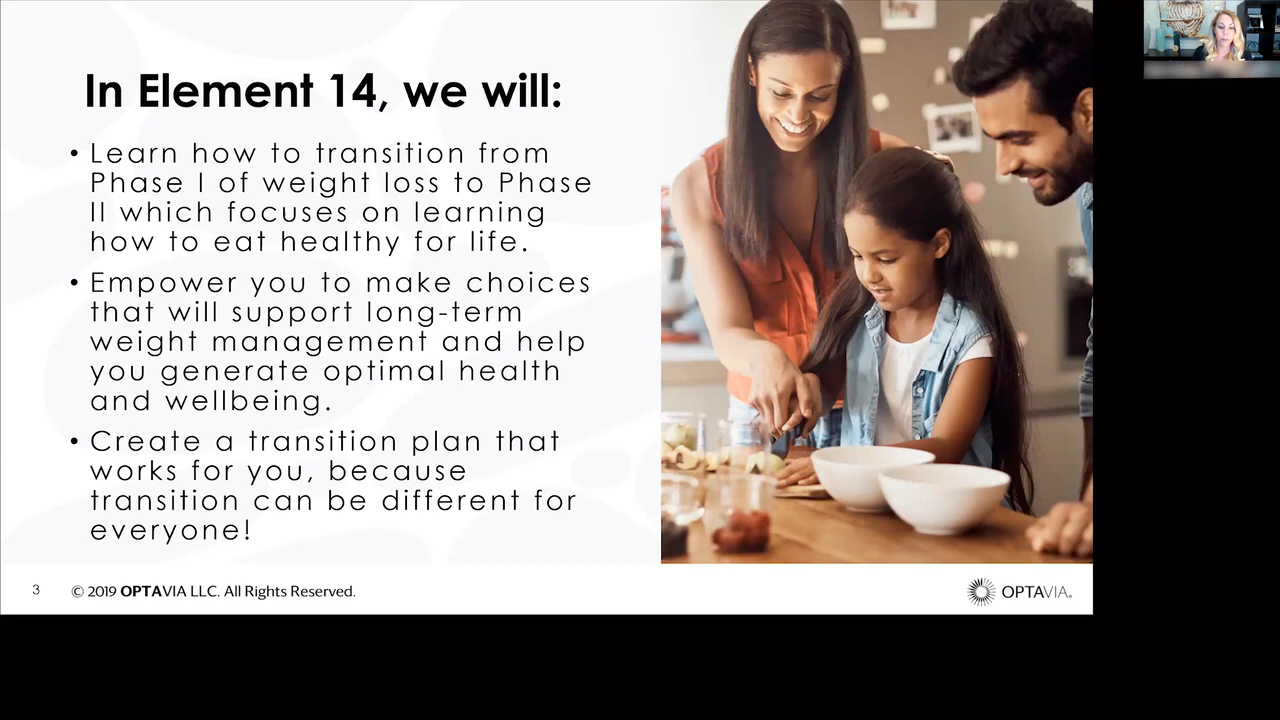 In Element 14, we will:
• Learn how to transition from
Phase I of weight loss to Phase
II which focuses on learning
how to eat healthy for life.
• Empower you to make choices
that will support long-term
weight management and help
you generate optimal health
and wellbeing.
• Create a transition plan that
works for you, because
transition can be different for
everyone!
3 © 2019 OPTAVIA LLC. All Rights Reserved.
OPTAVIA®